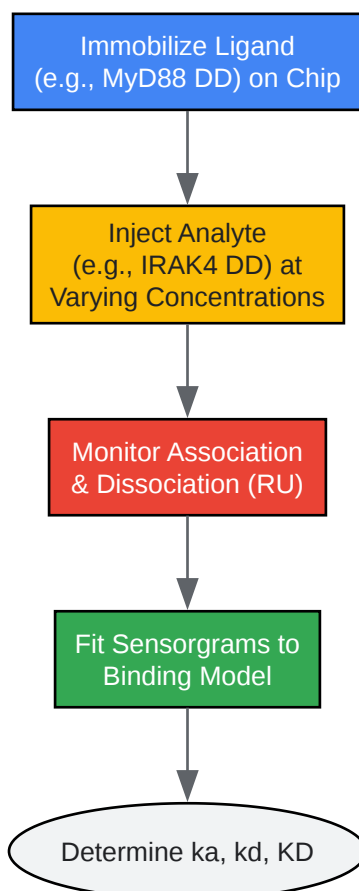 Immobilize Ligand
(e.g., MyD88 DD) on Chip
Inject Analyte
(e.g., IRAK4 DD) at
Varying Concentrations
Monitor Association
& Dissociation (RU)
Fit Sensorgrams to
Binding Model
Determine ka, kd, KD